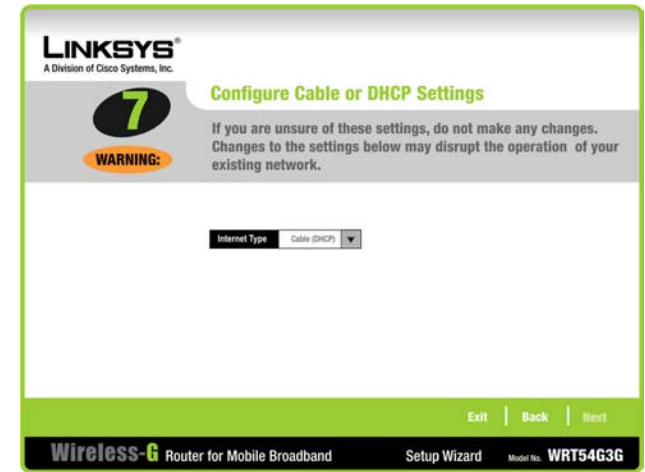 LINKSYS®
A Division of Cisco Systems, Inc.
7
WARNING:
Configure Cable or DHCP Settings
If you are unsure of these settings, do not make any changes.
Changes to the settings below may disrupt the operation of your
existing network.
Internet Type Cable (DHCP)
Exit Back Next
Wireless-G Router for Mobile Broadband Setup Wizard Model No. WRT54G3G